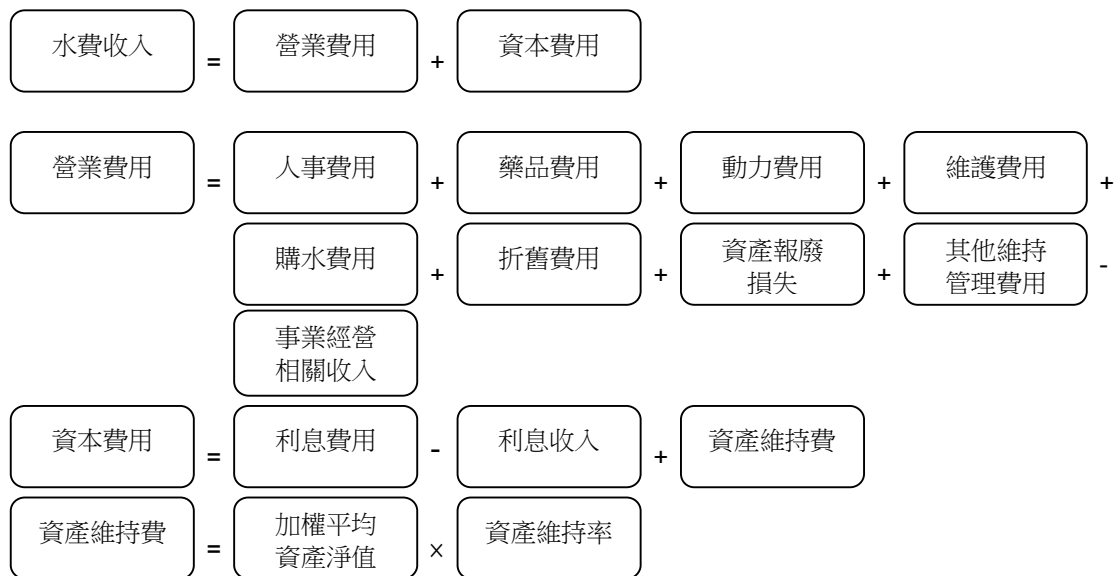 水費收入 = 營業費用 + 資本費用
營業費用 = 人事費用 + 藥品費用 + 動力費用 + 維護費用 +
購水費用 + 折舊費用 + 資產報廢損失 + 其他維持管理費用 -
事業經營相關收入
資本費用 = 利息費用 - 利息收入 + 資產維持費
資產維持費 = 加權平均資產淨值 × 資產維持率